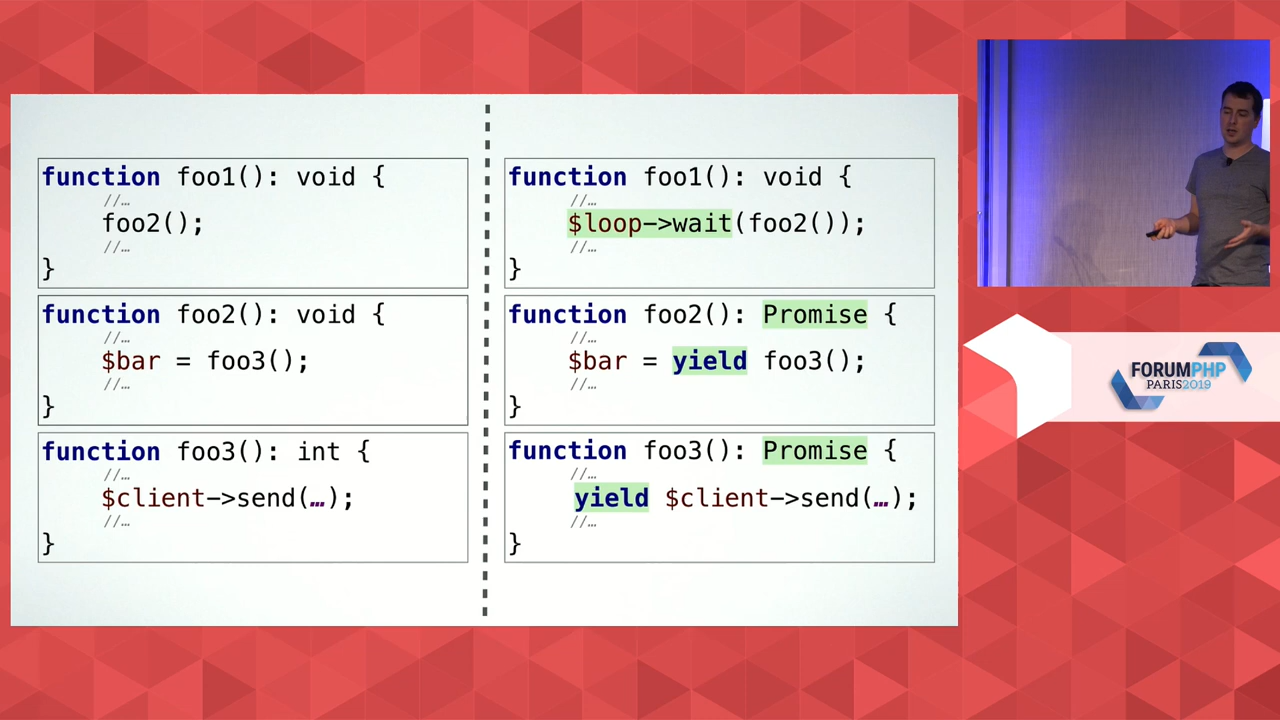 function foo1(): void {
//…
foo2();
//…
}
function foo2(): void {
//…
$bar = foo3();
//…
}
function foo3(): int {
//…
$client->send(…);
//…
}
function foo1(): void {
//…
$loop->wait(foo2());
//…
}
function foo2(): Promise {
//…
$bar = yield foo3();
//…
}
function foo3(): Promise {
//…
yield $client->send(…);
//…
}
FORUMPHP
PARIS2019